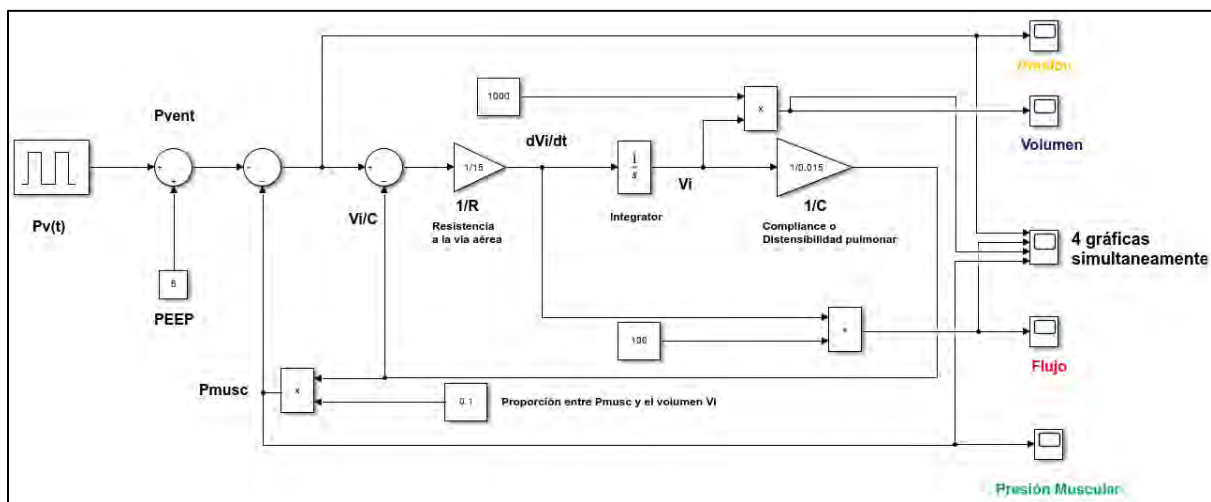 Presión
1000
Pvent
dVi/dt
x
Volumen
1/15
1
s
1/0.015
Vi
Vi/C
1/R
Integrator
1/C
Pv(t)
Resistencia
a la via aérea
Compliance o
Distensibilidad pulmonar
4 gráficas
simultaneamente
5
PEEP
100
x
Flujo
Pmusc
x
0.1
Proporción entre Pmusc y el volumen Vi
Presión Muscular